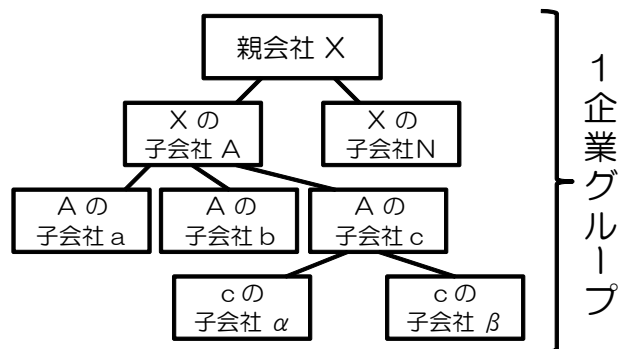 親会社 X
X の
子会社 A
X の
子会社N
A の
子会社 a
A の
子会社 b
A の
子会社 c
c の
子会社 α
c の
子会社 β
1企業グループ